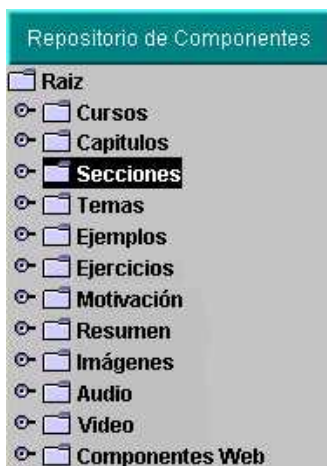 Repositorio de Componentes
Raiz
Cursos
Capitulos
Secciones
Temas
Ejemplos
Ejercicios
Motivación
Resumen
Imágenes
Audio
Video
Componentes Web